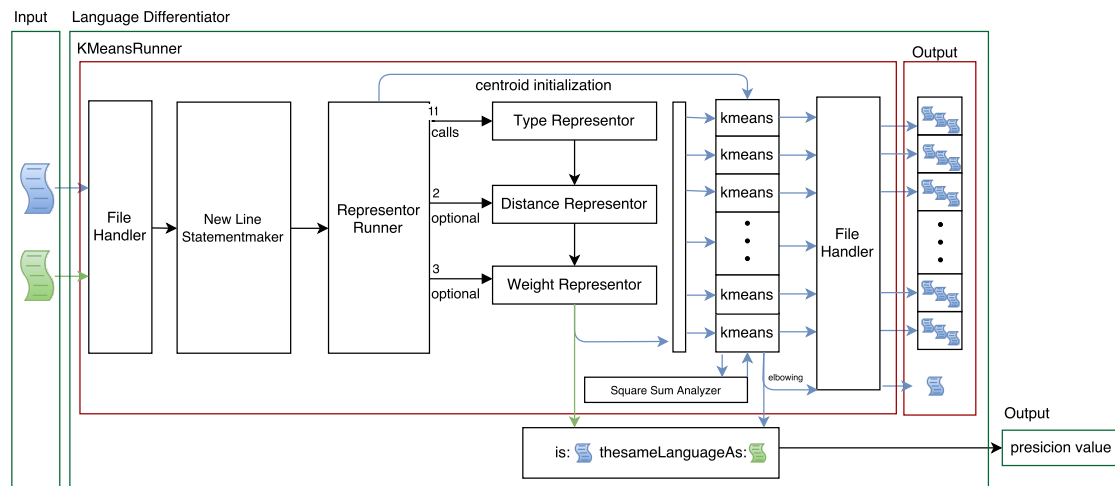 Input
Language Differentiator
KMeansRunner
Output
centroid initialization
File
Handler
New Line
Statementmaker
Representor
Runner
11
calls
2
optional
3
optional
Type Representor
Distance Representor
Weight Representor
kmeans
kmeans
kmeans
kmeans
kmeans
File
Handler
Square Sum Analyzer
elbowing
is: thesameLanguageAs:
Output
presicion value